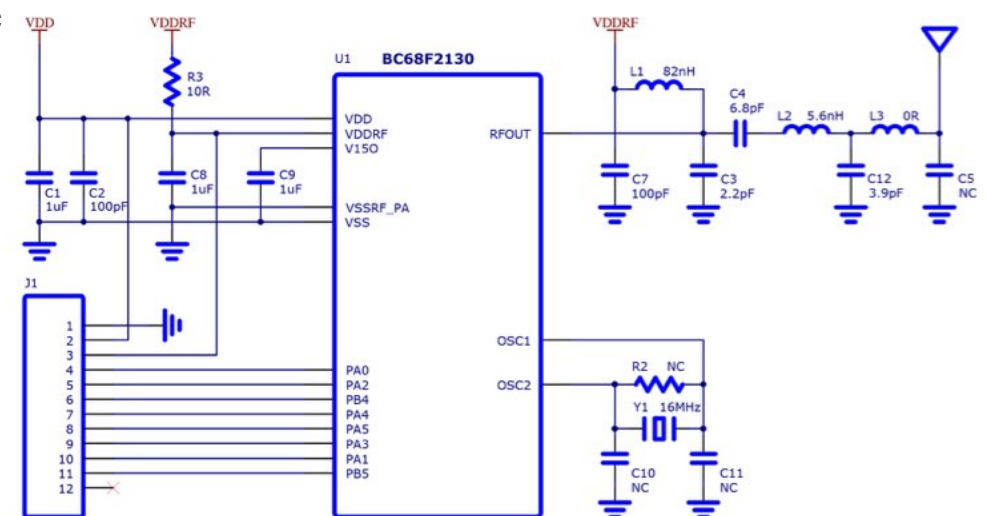 VDD
VDDRF
R3
10R
U1
BC68F2130
VDD
VDDRF
V15O
VSSRF_PA
VSS
C1
1uF
C2
100pF
C8
1uF
C9
1uF
RFOUT
VDDRF
L1 82nH
C4
6.8pF
L2 5.6nH
L3 0R
C7
100pF
C3
2.2pF
C12
3.9pF
C5
NC
J1
1
2
3
4
5
6
7
8
9
10
11
12
PA0
PA2
PB4
PA4
PA5
PA3
PA1
PB5
OSC1
OSC2
R2 NC
Y1 16MHz
C10
NC
C11
NC